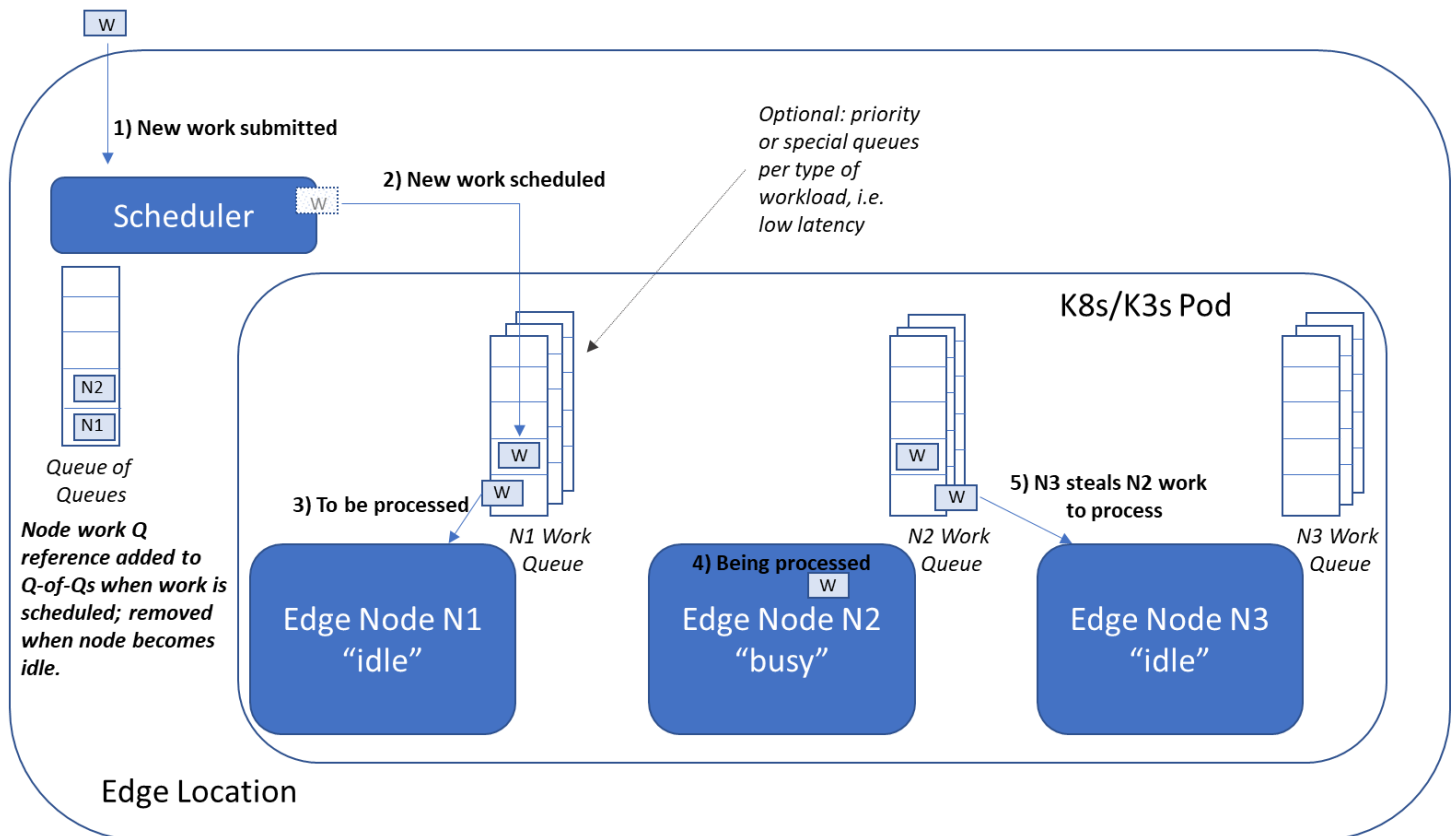 W
1) New work submitted
Optional: priority
or special queues
per type of
workload, i.e.
low latency
2) New work scheduled
W
Scheduler
K8s/K3s Pod
N2
N1
Queue of
Queues
W
W
3) To be processed
N1 Work
Queue
W
W
5) N3 steals N2 work
to process
N2 Work
Queue
N3 Work
Queue
Node work Q
reference added to
Q-of-Qs when work is
scheduled; removed
when node becomes
idle.
4) Being processed
W
Edge Node N1
“idle”
Edge Node N2
“busy”
Edge Node N3
“idle”
Edge Location